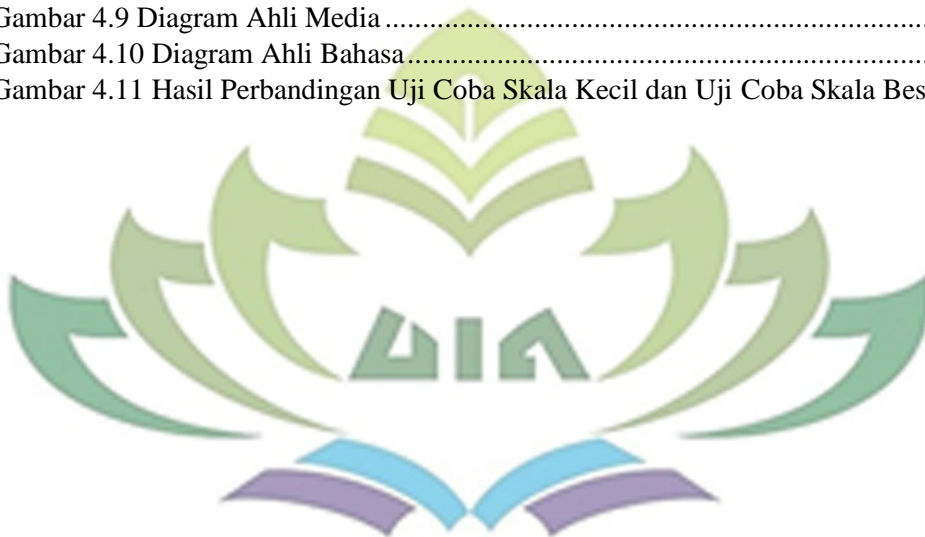 Gambar 4.9 Diagram Ahli Media ..........................................................................................
Gambar 4.10 Diagram Ahli Bahasa .......................................................................................
Gambar 4.11 Hasil Perbandingan Uji Coba Skala Kecil dan Uji Coba Skala Bes
UIN